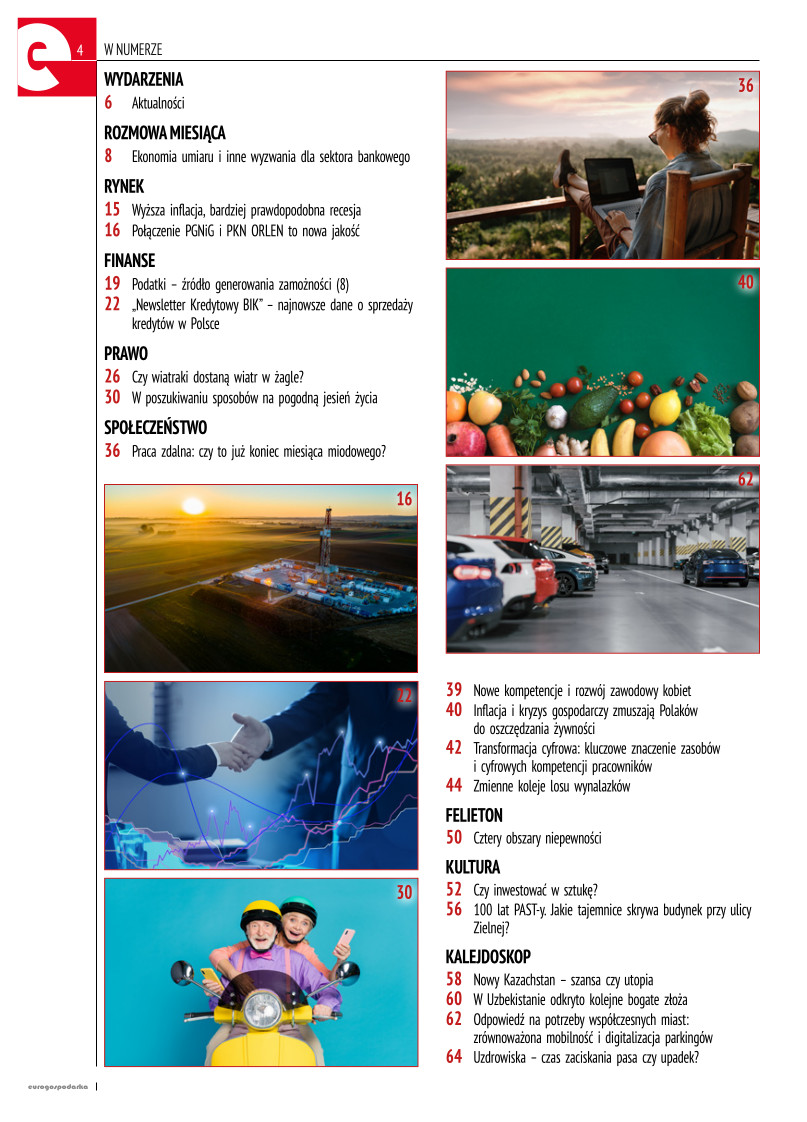 e
4
W NUMERZE
WYDARZENIA
6 Aktualności
ROZMOWA MIESIĄCA
8 Ekonomia umiaru i inne wyzwania dla sektora bankowego
RYNEK
15 Wyższa inflacja, bardziej prawdopodobna recesja
16 Połączenie PGNiG i PKN ORLEN to nowa jakość
FINANSE
19 Podatki – źródło generowania zamożności (8)
22 „Newsletter Kredytowy BIK” – najnowsze dane o sprzedaży
kredytów w Polsce
PRAWO
26 Czy wiatraki dostaną wiatr w żagle?
30 W poszukiwaniu sposobów na pogodną jesień życia
SPOŁECZEŃSTWO
36 Praca zdalna: czy to już koniec miesiąca miodowego?
16
22
30
36
40
62
39 Nowe kompetencje i rozwój zawodowy kobiet
40 Inflacja i kryzys gospodarczy zmuszają Polaków
do oszczędzania żywności
42 Transformacja cyfrowa: kluczowe znaczenie zasobów
i cyfrowych kompetencji pracowników
44 Zmienne koleje losu wynalazków
FELIETON
50 Cztery obszary niepewności
KULTURA
52 Czy inwestować w sztukę?
56 100 lat PAST-y. Jakie tajemnice skrywa budynek przy ulicy
Zielnej?
KALEJDOSKOP
58 Nowy Kazachstan – szansa czy utopia
60 W Uzbekistanie odkryto kolejne bogate złoża
62 Odpowiedź na potrzeby współczesnych miast:
zrównoważona mobilność i digitalizacja parkingów
64 Uzdrowiska – czas zaciskania pasa czy upadek?
eurogospodarka